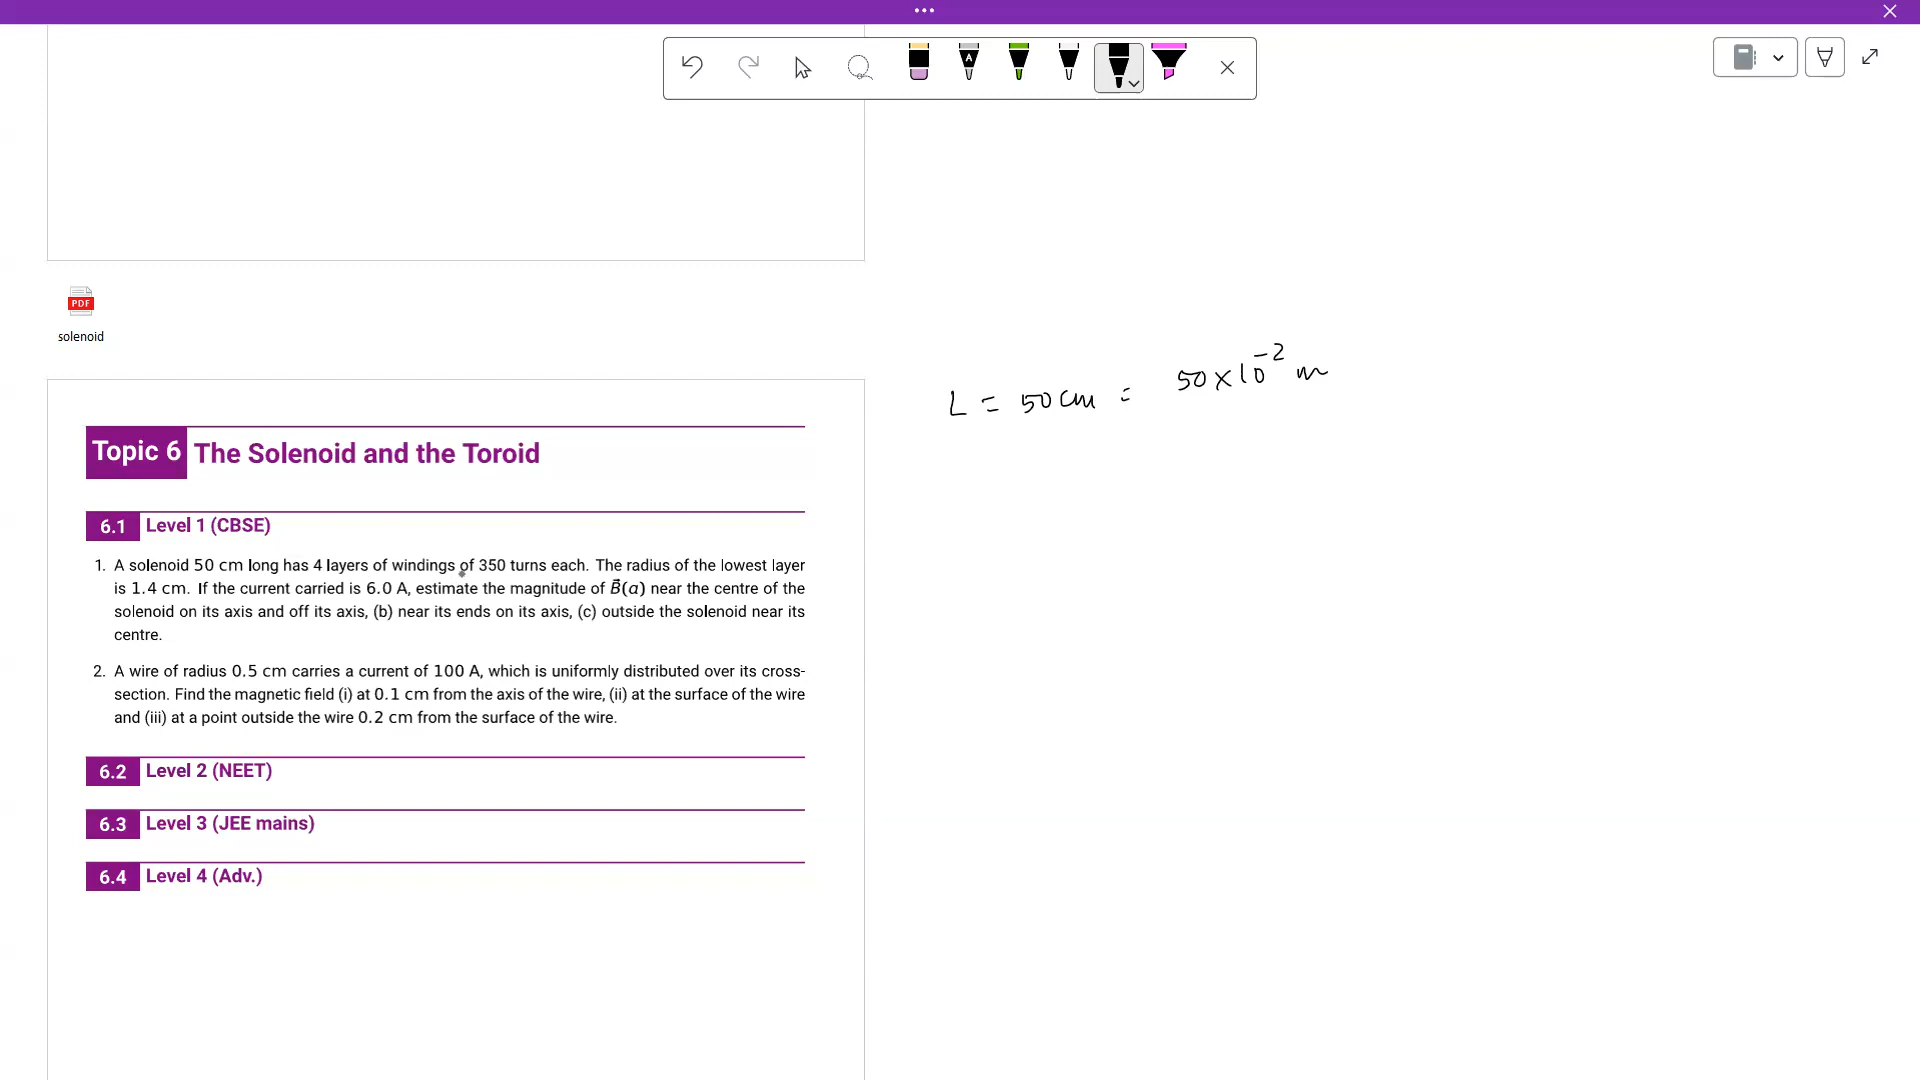 solenoid
L = 50 cm = 50 × 10⁻² m
Topic 6 The Solenoid and the Toroid
6.1 Level 1 (CBSE)
1. A solenoid 50 cm long has 4 layers of windings of 350 turns each. The radius of the lowest layer
is 1.4 cm. If the current carried is 6.0 A, estimate the magnitude of B⃗(a) near the centre of the
solenoid on its axis and off its axis, (b) near its ends on its axis, (c) outside the solenoid near its
centre.
2. A wire of radius 0.5 cm carries a current of 100 A, which is uniformly distributed over its cross-
section. Find the magnetic field (i) at 0.1 cm from the axis of the wire, (ii) at the surface of the wire
and (iii) at a point outside the wire 0.2 cm from the surface of the wire.
6.2 Level 2 (NEET)
6.3 Level 3 (JEE mains)
6.4 Level 4 (Adv.)
PDF
A